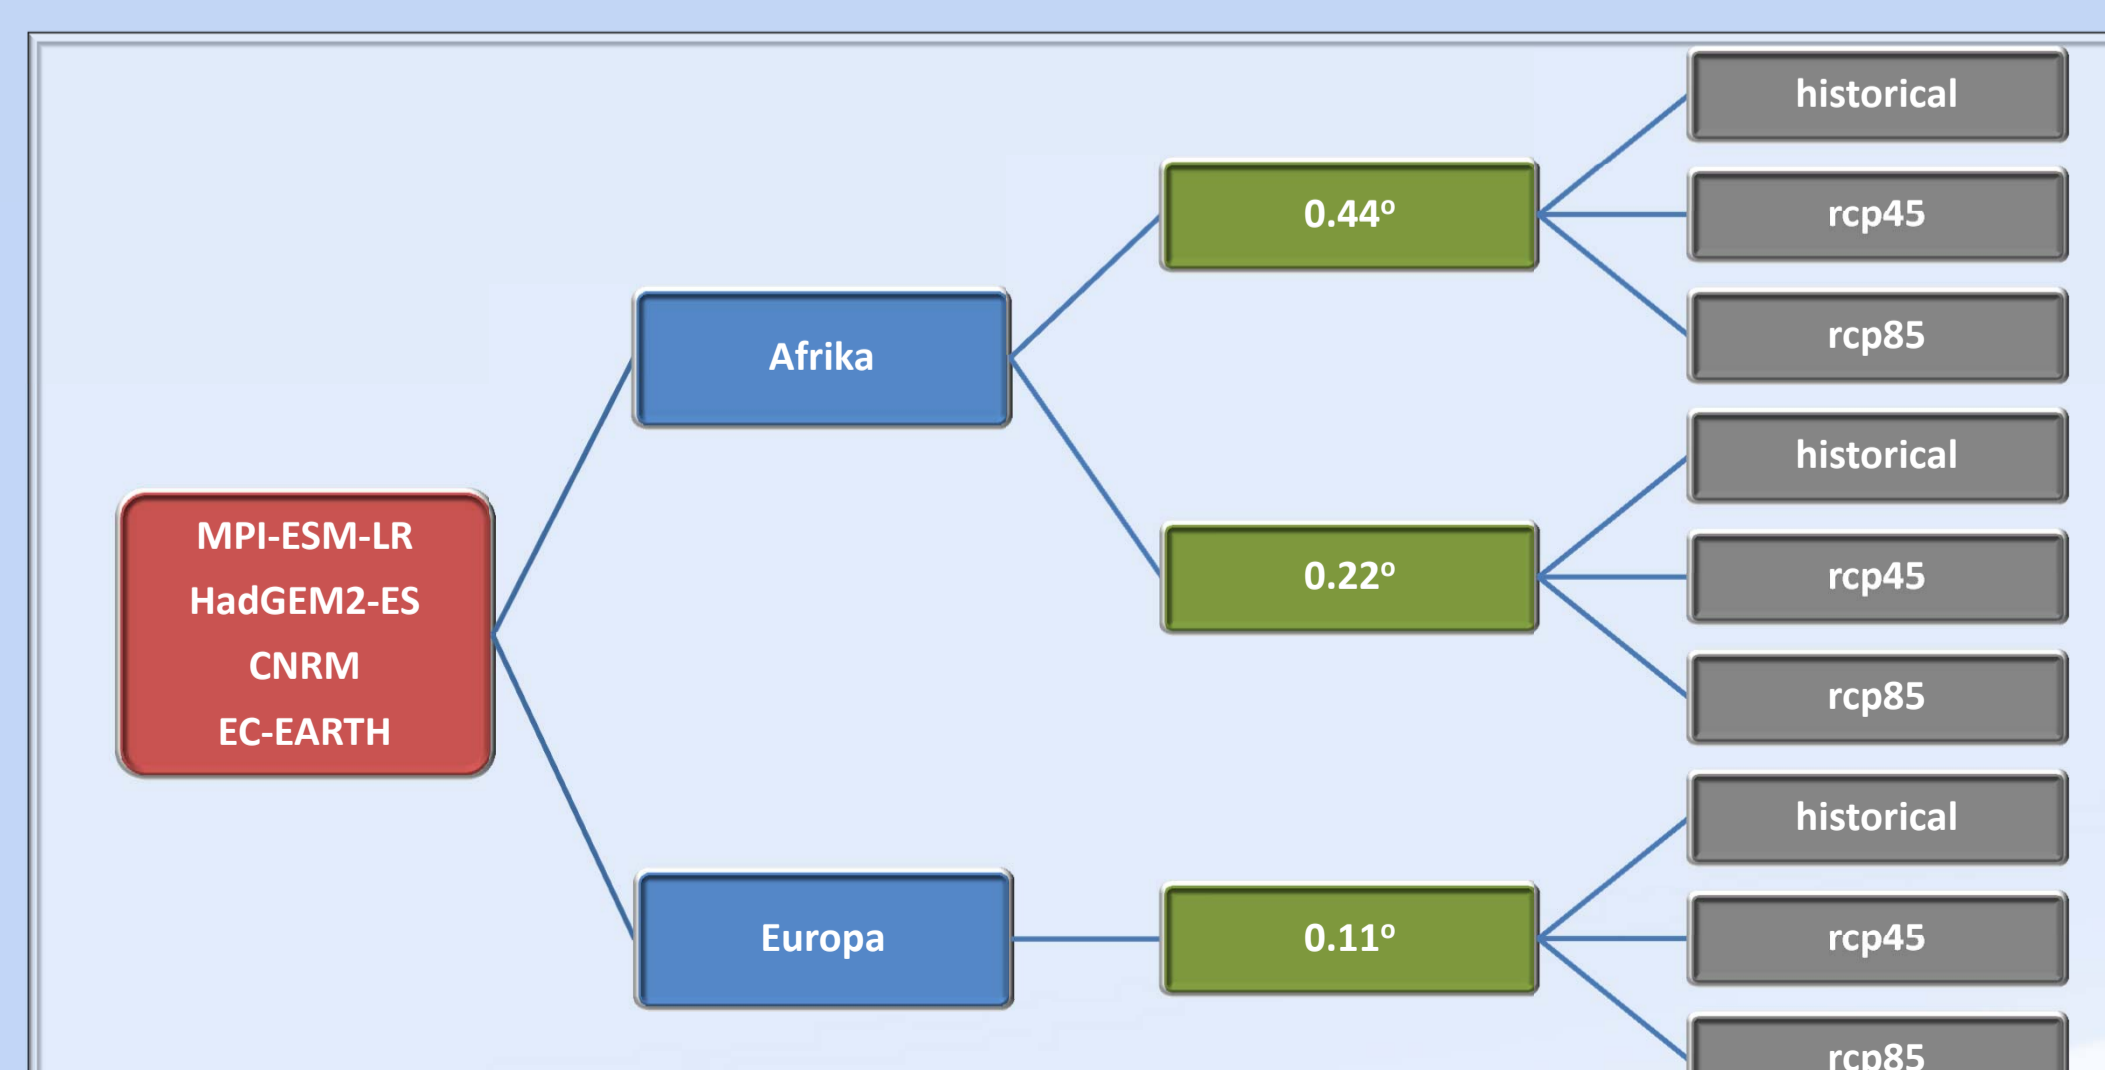 MPI-ESM-LR
HadGEM2-ES
CNRM
EC-EARTH
Afrika
Europa
0.44º
0.22º
0.11º
historical
rcp45
rcp85
historical
rcp45
rcp85
historical
rcp45
rcp85